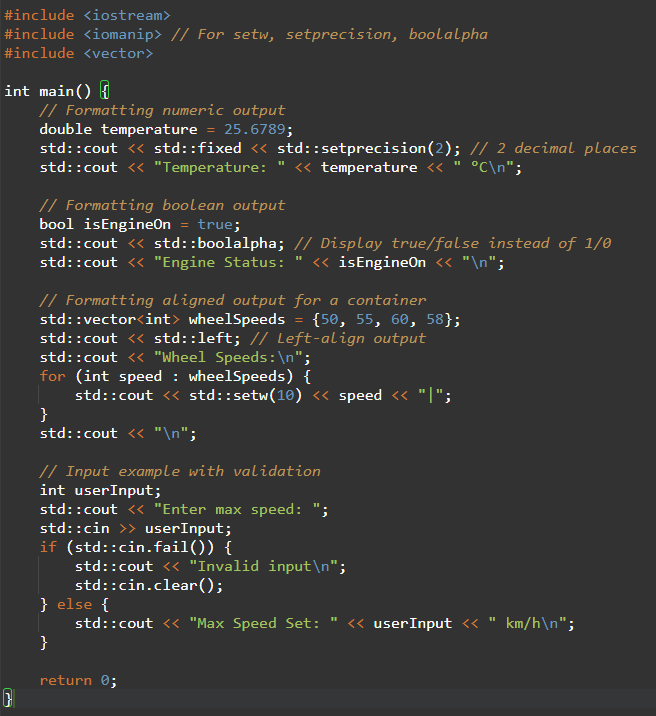 #include <iostream>
#include <iomanip> // For setw, setprecision, boolalpha
#include <vector>

int main() {
    // Formatting numeric output
    double temperature = 25.6789;
    std::cout << std::fixed << std::setprecision(2); // 2 decimal places
    std::cout << "Temperature: " << temperature << " °C\n";

    // Formatting boolean output
    bool isEngineOn = true;
    std::cout << std::boolalpha; // Display true/false instead of 1/0
    std::cout << "Engine Status: " << isEngineOn << "\n";

    // Formatting aligned output for a container
    std::vector<int> wheelSpeeds = {50, 55, 60, 58};
    std::cout << std::left; // Left-align output
    std::cout << "Wheel Speeds:\n";
    for (int speed : wheelSpeeds) {
        std::cout << std::setw(10) << speed << "|";
    }
    std::cout << "\n";

    // Input example with validation
    int userInput;
    std::cout << "Enter max speed: ";
    std::cin >> userInput;
    if (std::cin.fail()) {
        std::cout << "Invalid input\n";
        std::cin.clear();
    } else {
        std::cout << "Max Speed Set: " << userInput << " km/h\n";
    }

    return 0;
}